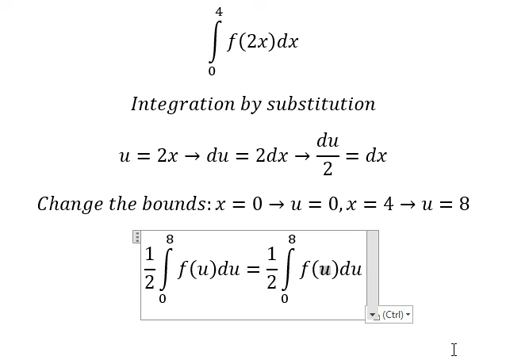 ∫₀⁴ f(2x)dx
Integration by substitution
u = 2x → du = 2dx → du/2 = dx
Change the bounds: x = 0 → u = 0, x = 4 → u = 8
1/2 ∫₀⁸ f(u)du = 1/2 ∫₀⁸ f(u)du
(Ctrl)